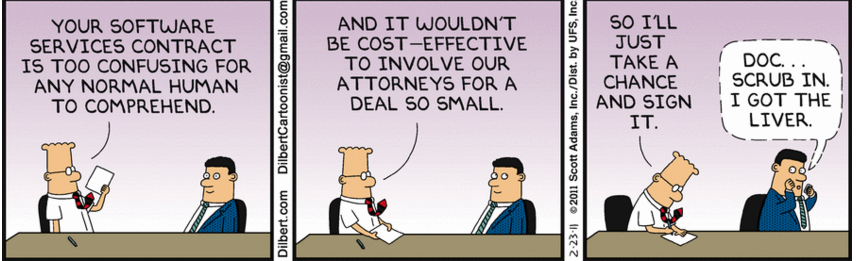 YOUR SOFTWARE
SERVICES CONTRACT
IS TOO CONFUSING FOR
ANY NORMAL HUMAN
TO COMPREHEND.
Dilbert.com DilbertCartoonist@gmail.com
AND IT WOULDN'T
BE COST-EFFECTIVE
TO INVOLVE OUR
ATTORNEYS FOR A
DEAL SO SMALL.
2-23-11 © 2011 Scott Adams, Inc./Dist. by UFS, Inc
SO I'LL
JUST
TAKE A
CHANCE
AND SIGN
IT.
DOC...
SCRUB IN.
I GOT THE
LIVER.